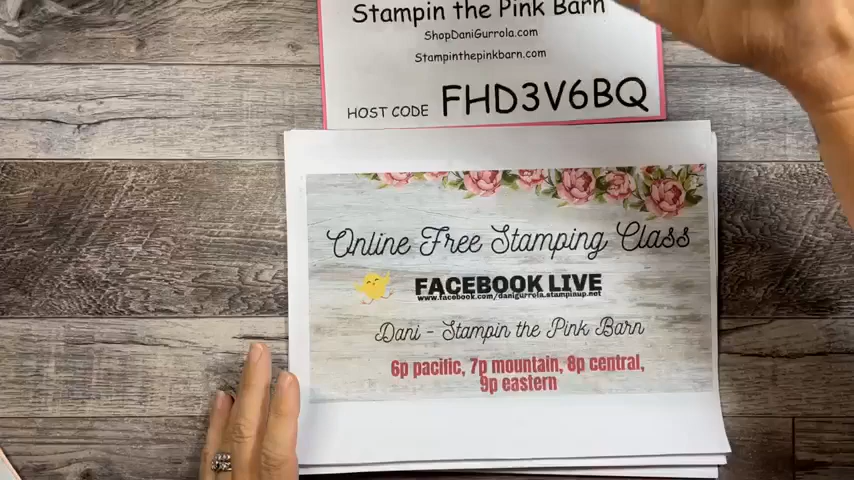 Stampin the Pink Barn
ShopDaniGurrola.com
Stampinthepinkbarn.com
HOST CODE FHD3V6BQ
Online Free Stamping Class
FACEBOOK LIVE
www.facebook.com/danigurrola.stampinup.net
Dani - Stampin the Pink Barn
6p pacific, 7p mountain, 8p central,
9p eastern